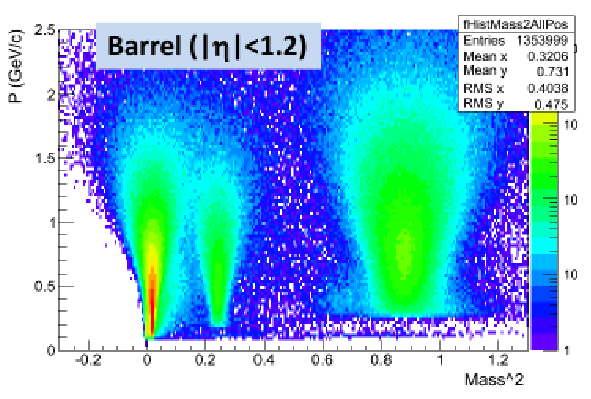 Barrel (|η|<1.2)
fHistMass2AllPos
Entries 1353999
Mean x 0.3206
Mean y 0.731
RMS x 0.4038
RMS y 0.475
P (GeV/c)
2.5
2
1.5
1
0.5
0
10
10
10
1
-0.2 0 0.2 0.4 0.6 0.8 1 1.2
Mass^2